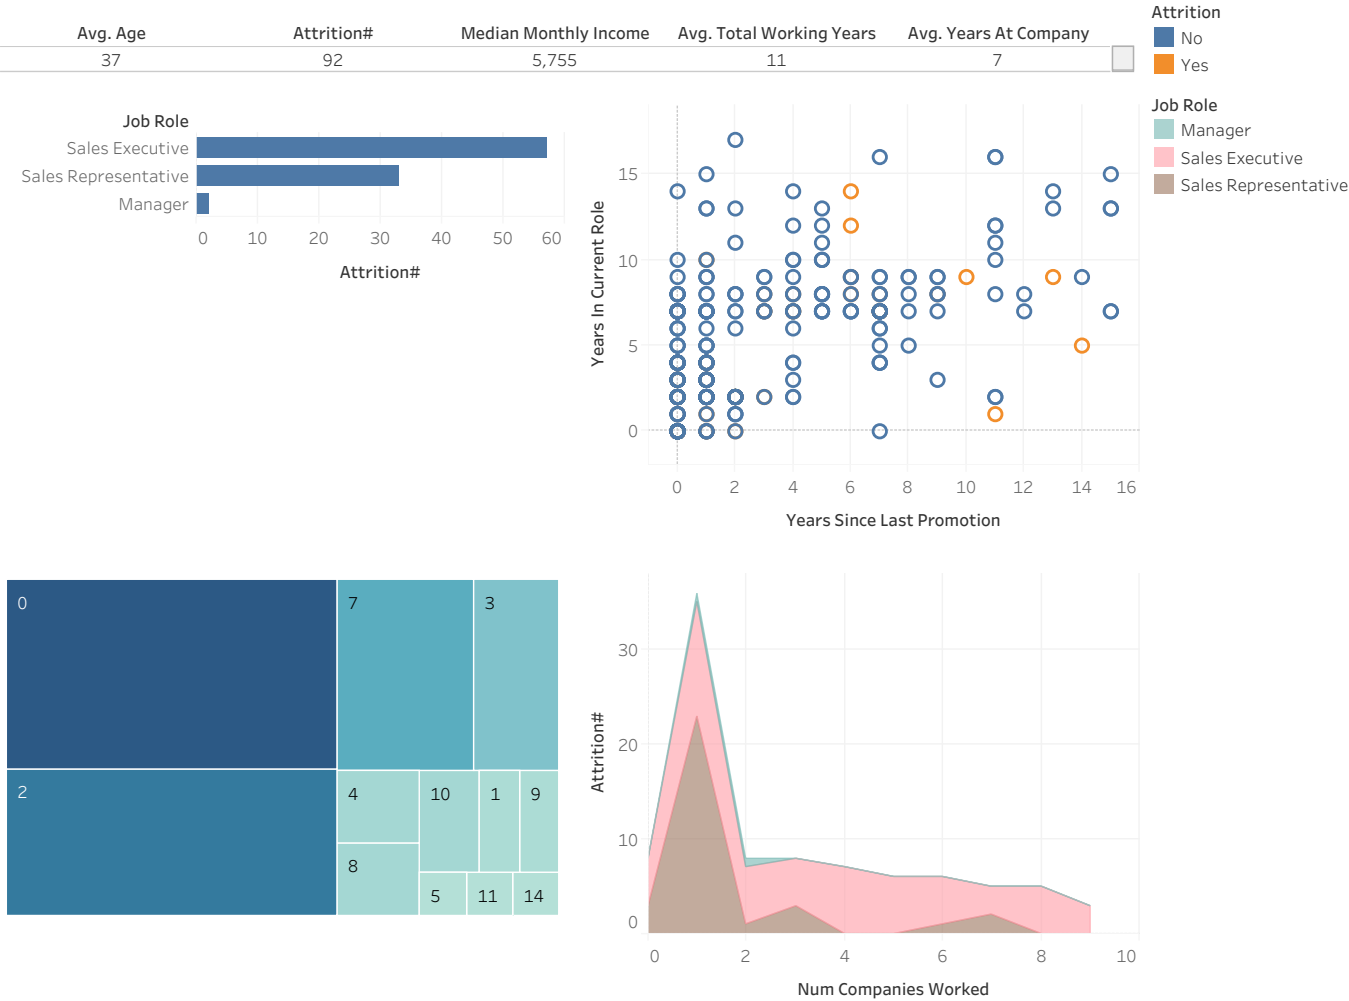 Avg. Age Attrition# Median Monthly Income Avg. Total Working Years Avg. Years At Company
37 92 5,755 11 7
Attrition
No
Yes
Job Role
Manager
Sales Executive
Sales Representative
Job Role
Sales Executive
Sales Representative
Manager
0 10 20 30 40 50 60
Attrition#
Years In Current Role
15
10
5
0
0 2 4 6 8 10 12 14 16
Years Since Last Promotion
0 7 3
2 4 10 1 9
8
5 11 14
Attrition#
30
20
10
0
0 2 4 6 8 10
Num Companies Worked